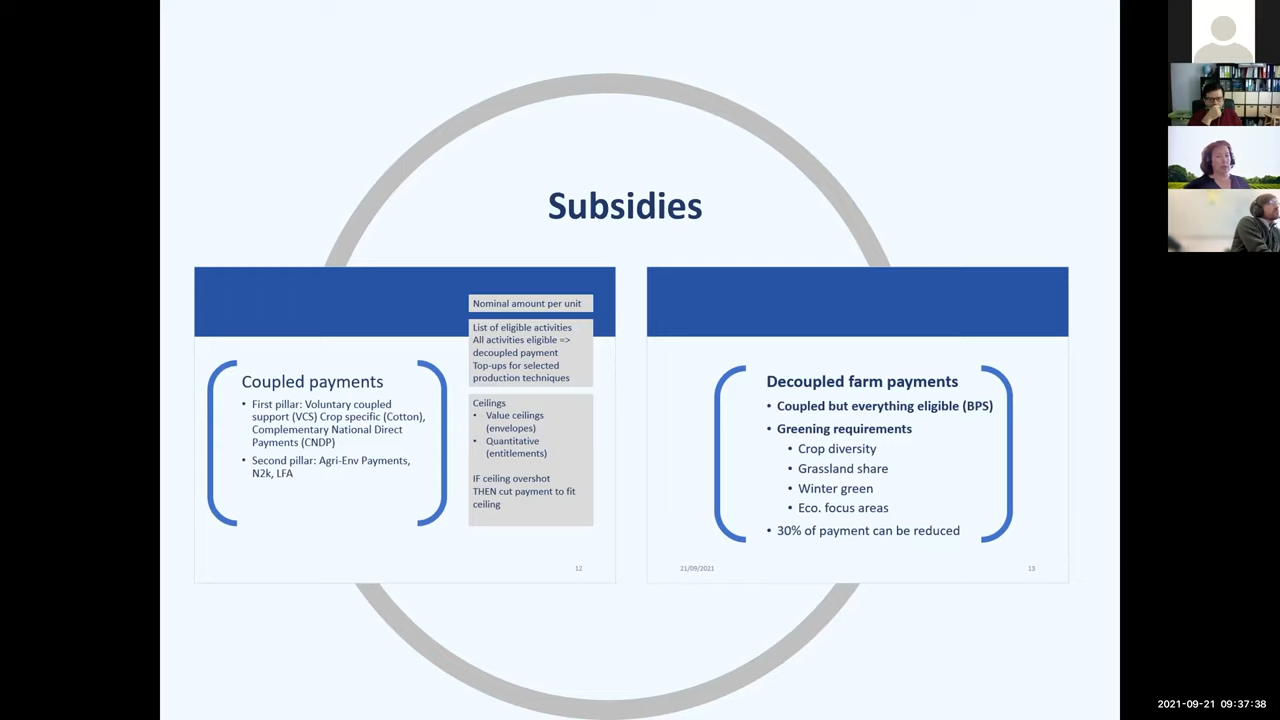 Subsidies
Nominal amount per unit
List of eligible activities
All activities eligible =>
decoupled payment
Top-ups for selected
production techniques
Coupled payments
• First pillar: Voluntary coupled
support (VCS) Crop specific (Cotton),
Complementary National Direct
Payments (CNDP)
• Second pillar: Agri-Env Payments,
N2k, LFA
Ceilings
• Value ceilings
(envelopes)
• Quantitative
(entitlements)
IF ceiling overshot
THEN cut payment to fit
ceiling
12
Decoupled farm payments
• Coupled but everything eligible (BPS)
• Greening requirements
• Crop diversity
• Grassland share
• Winter green
• Eco. focus areas
• 30% of payment can be reduced
21/09/2021
13
2021-09-21 09:37:38